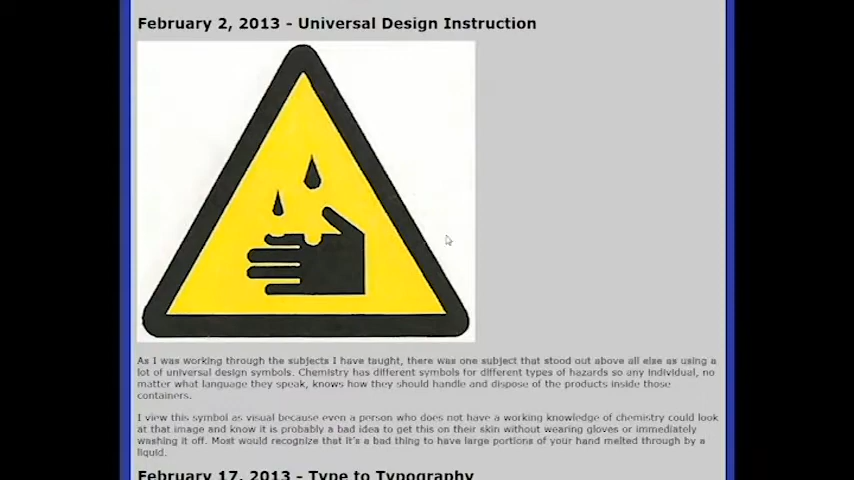 February 2, 2013 - Universal Design Instruction
As I was working through the subjects I have taught, there was one subject that stood out above all else as using a
lot of universal design symbols. Chemistry has different symbols for different types of hazards so any individual, no
matter what language they speak, knows how they should handle and dispose of the products inside those
containers.
I view this symbol as visual because even a person who does not have a working knowledge of chemistry could look
at that image and know it is probably a bad idea to get this on their skin without wearing gloves or immediately
washing it off. Most would recognize that it's a bad thing to have large portions of your hand melted through by a
liquid.
February 17, 2013 - Type to Typography